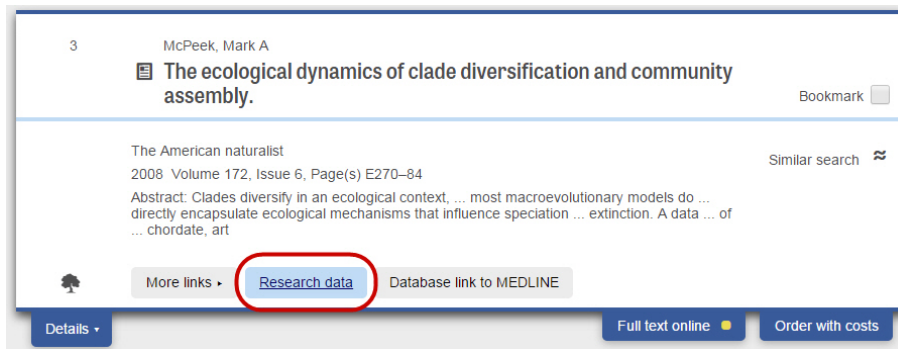 3
McPeek, Mark A
The ecological dynamics of clade diversification and community
assembly.
Bookmark
The American naturalist
Similar search
2008 Volume 172, Issue 6, Page(s) E270–84
Abstract: Clades diversify in an ecological context, ... most macroevolutionary models do ...
directly encapsulate ecological mechanisms that influence speciation ... extinction. A data ... of
... chordate, art
More links ▸ Research data Database link to MEDLINE
Details ▾ Full text online Order with costs